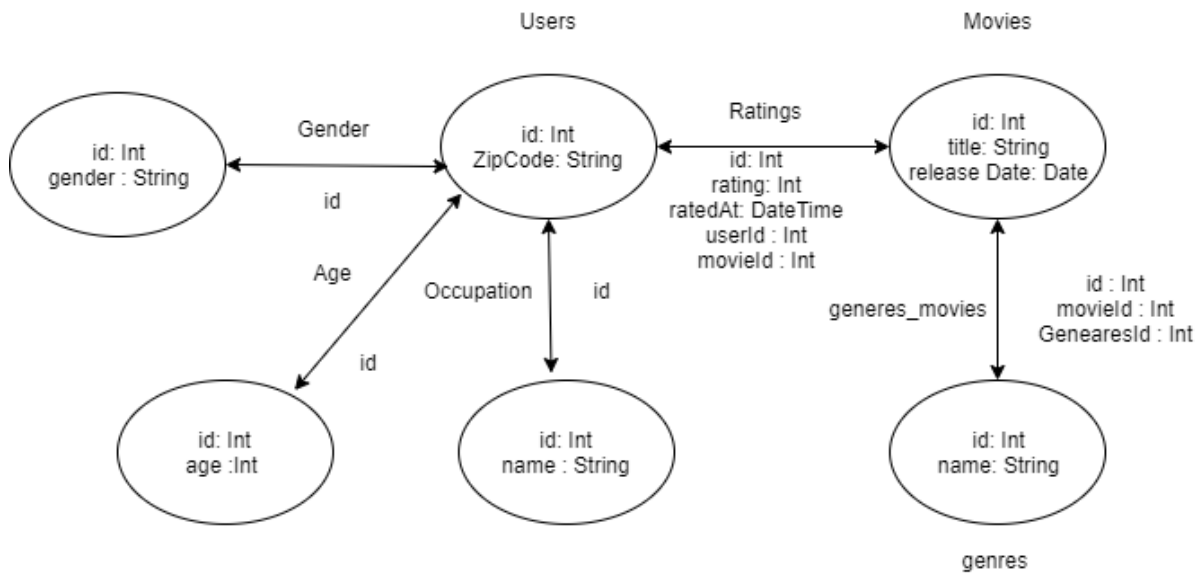 Users
Movies
Gender
id: Int
gender : String
id
id: Int
ZipCode: String
Ratings
id: Int
rating: Int
ratedAt: DateTime
userId : Int
movieId : Int
id: Int
title: String
release Date: Date
Age
id
Occupation
id
generes_movies
id : Int
movieId : Int
GenearesId : Int
id: Int
age :Int
id: Int
name : String
id: Int
name: String
genres